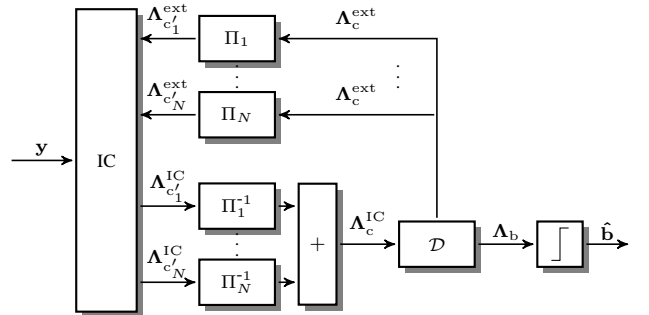 Λ_{c'_1}^{ext} Π_1 Λ_c^{ext}
⋮ ⋮
Λ_{c'_N}^{ext} Π_N Λ_c^{ext}
y IC
Λ_{c'_1}^{IC} Π_1^{-1}
⋮ + Λ_c^{IC} 𝒟 Λ_b b̂
Λ_{c'_N}^{IC} Π_N^{-1}